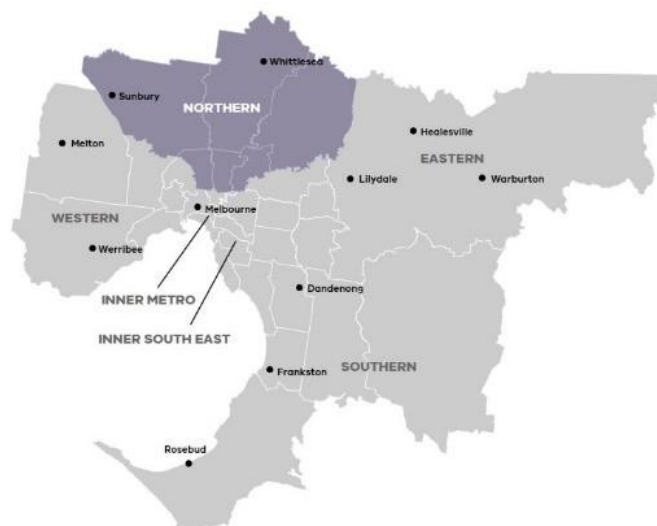 Whittlesea
Sunbury
NORTHERN
Healesville
Melton
EASTERN
Lilydale
Warburton
Melbourne
WESTERN
Werribee
INNER METRO
Dandenong
INNER SOUTH EAST
SOUTHERN
Frankston
Rosebud